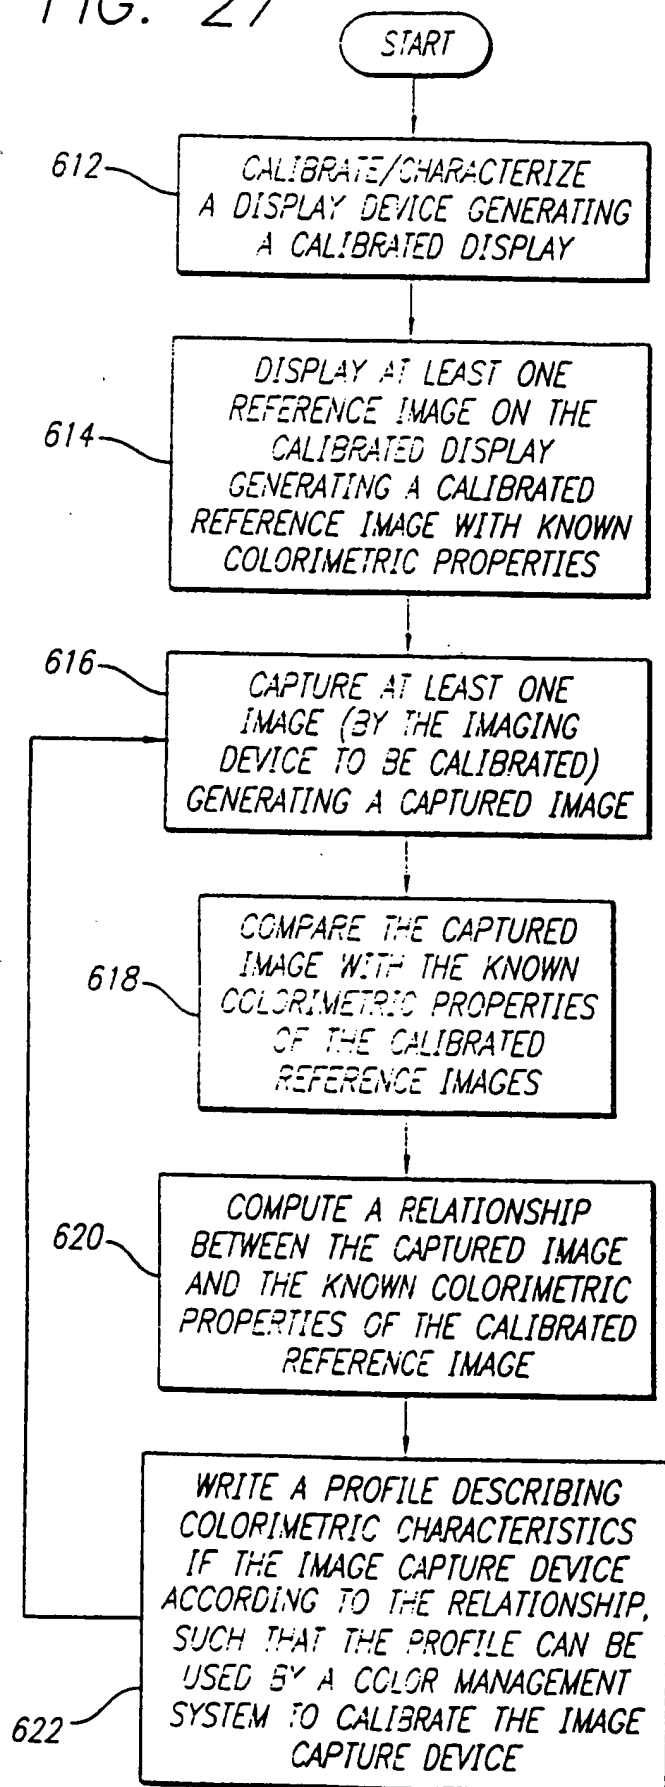 FIG. 27
START
612
CALIBRATE/CHARACTERIZE
A DISPLAY DEVICE GENERATING
A CALIBRATED DISPLAY
614
DISPLAY AT LEAST ONE
REFERENCE IMAGE ON THE
CALIBRATED DISPLAY
GENERATING A CALIBRATED
REFERENCE IMAGE WITH KNOWN
COLORIMETRIC PROPERTIES
616
CAPTURE AT LEAST ONE
IMAGE (BY THE IMAGING
DEVICE TO BE CALIBRATED)
GENERATING A CAPTURED IMAGE
618
COMPARE THE CAPTURED
IMAGE WITH THE KNOWN
COLORIMETRIC PROPERTIES
OF THE CALIBRATED
REFERENCE IMAGES
620
COMPUTE A RELATIONSHIP
BETWEEN THE CAPTURED IMAGE
AND THE KNOWN COLORIMETRIC
PROPERTIES OF THE CALIBRATED
REFERENCE IMAGE
622
WRITE A PROFILE DESCRIBING
COLORIMETRIC CHARACTERISTICS
IF THE IMAGE CAPTURE DEVICE
ACCORDING TO THE RELATIONSHIP,
SUCH THAT THE PROFILE CAN BE
USED BY A COLOR MANAGEMENT
SYSTEM TO CALIBRATE THE IMAGE
CAPTURE DEVICE